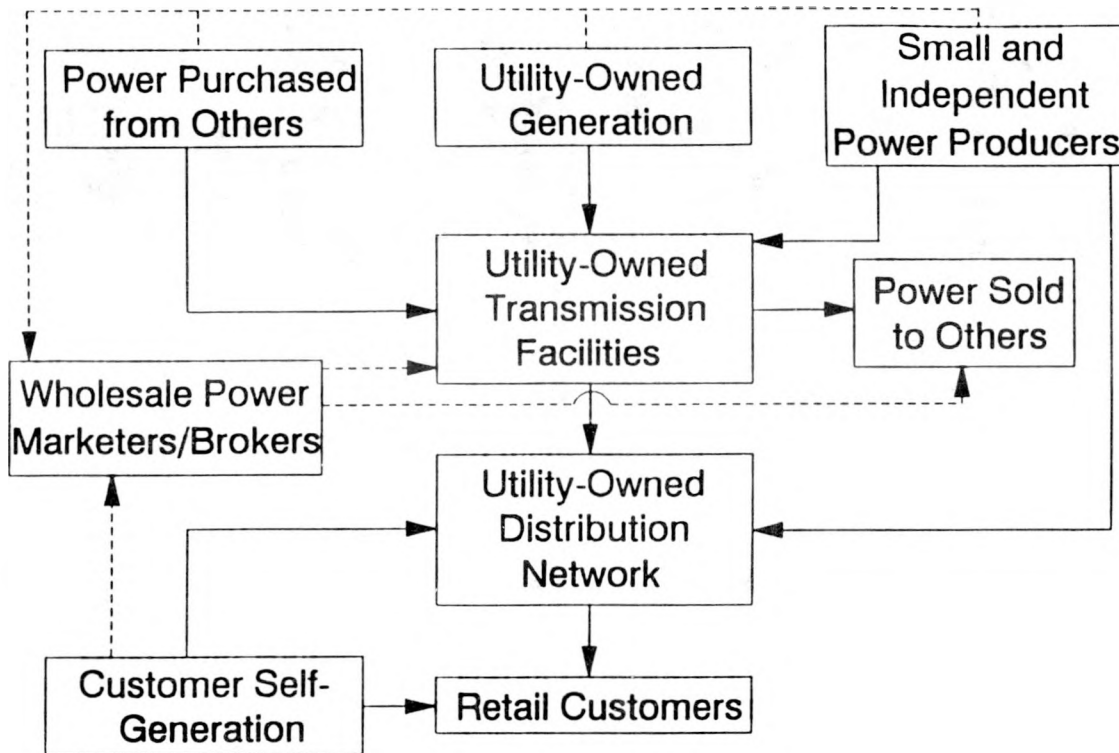 Power Purchased
from Others
Utility-Owned
Generation
Small and
Independent
Power Producers
Utility-Owned
Transmission
Facilities
Power Sold
to Others
Wholesale Power
Marketers/Brokers
Utility-Owned
Distribution
Network
Customer Self-
Generation
Retail Customers